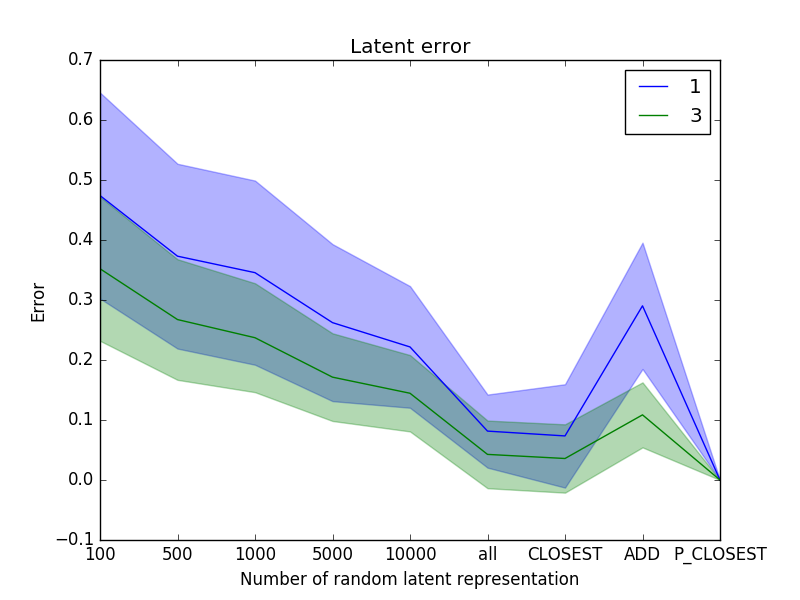 Latent error
0.7
0.6
0.5
0.4
0.3
0.2
0.1
0.0
−0.1
Error
1
3
100 500 1000 5000 10000 all CLOSEST ADD P_CLOSEST
Number of random latent representation